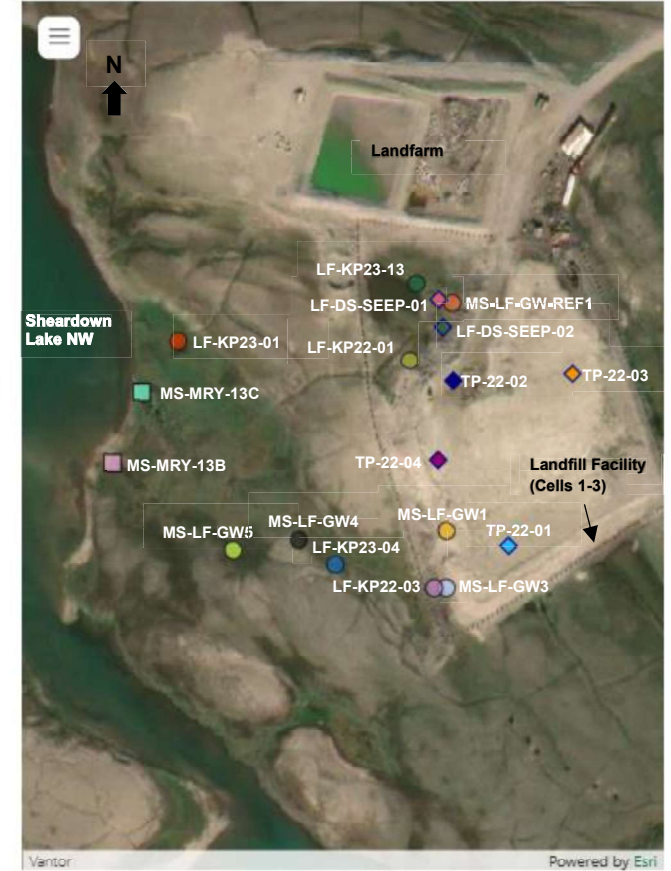 N
Landfarm
LF-KP23-13
LF-DS-SEEP-01
MS-LF-GW-REF1
Sheardown
Lake NW
LF-KP23-01
LF-KP22-01
LF-DS-SEEP-02
TP-22-02
TP-22-03
MS-MRY-13C
MS-MRY-13B
TP-22-04
Landfill Facility
(Cells 1-3)
MS-LF-GW5
MS-LF-GW4
MS-LF-GW1
TP-22-01
LF-KP23-04
LF-KP22-03
MS-LF-GW3
Vantor
Powered by Esri